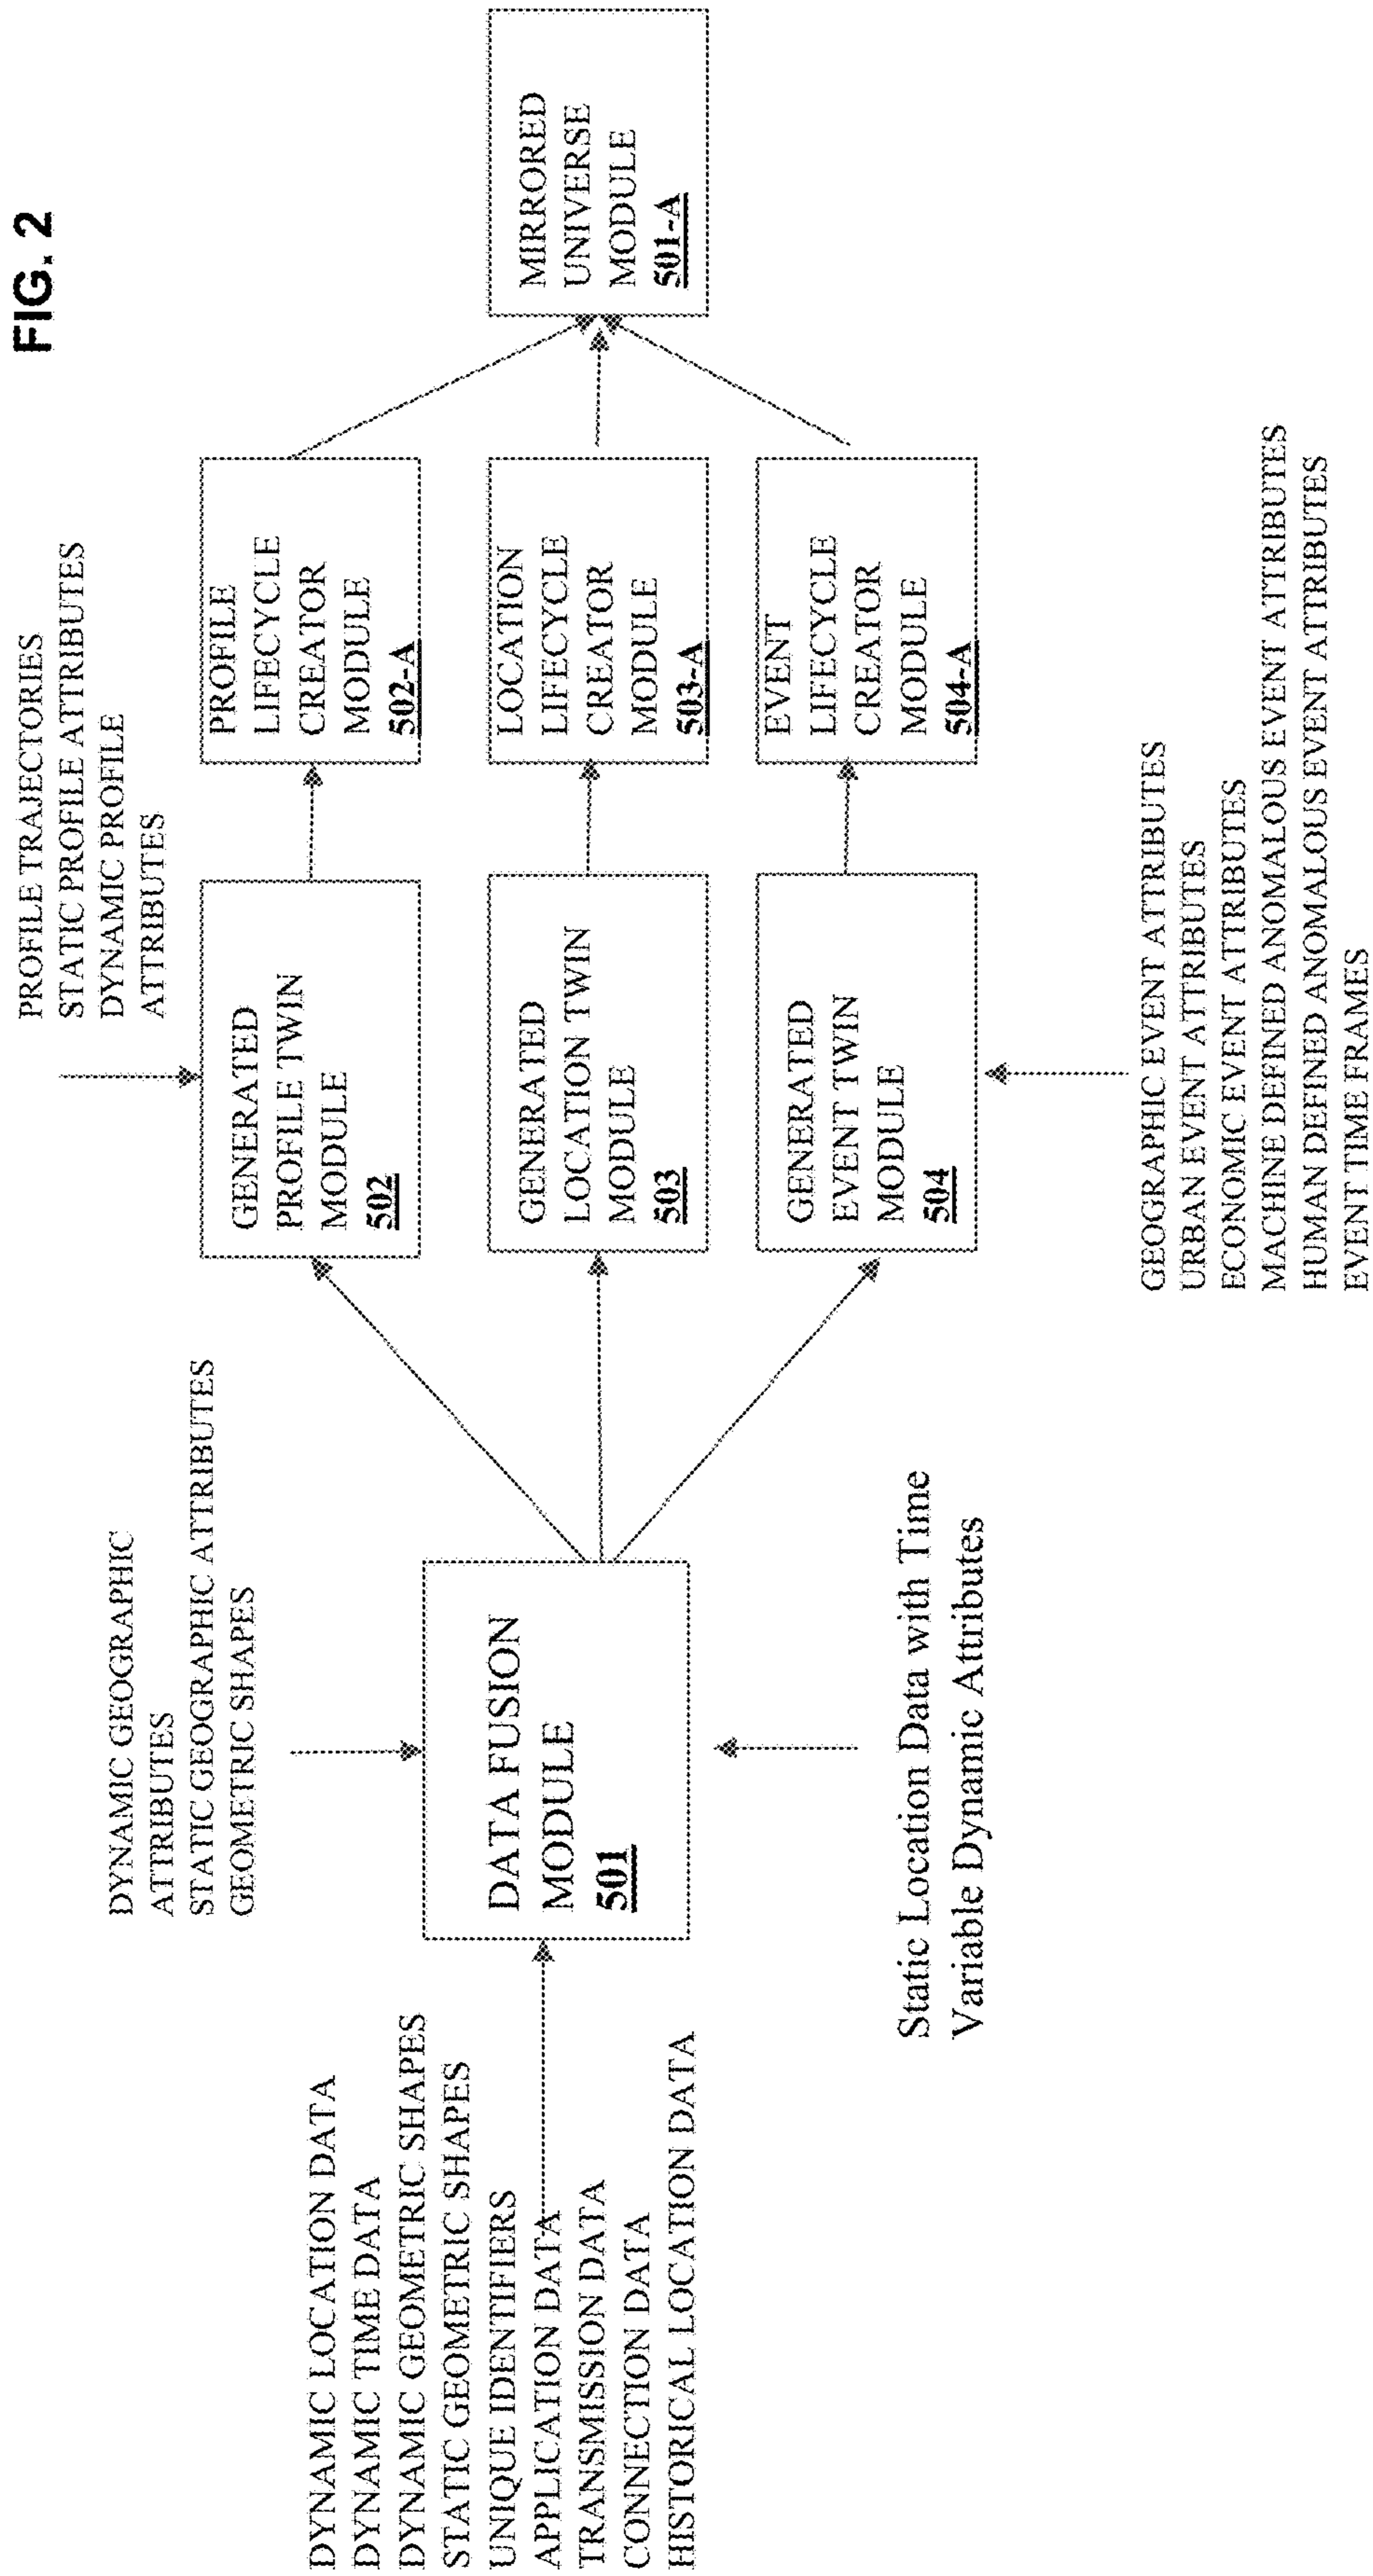 FIG. 2
DYNAMIC LOCATION DATA
DYNAMIC TIME DATA
DYNAMIC GEOMETRIC SHAPES
STATIC GEOMETRIC SHAPES
UNIQUE IDENTIFIERS
APPLICATION DATA
TRANSMISSION DATA
CONNECTION DATA
HISTORICAL LOCATION DATA
DYNAMIC GEOGRAPHIC
ATTRIBUTES
STATIC GEOGRAPHIC ATTRIBUTES
GEOMETRIC SHAPES
DATA FUSION
MODULE
501
Static Location Data with Time
Variable Dynamic Attributes
PROFILE TRAJECTORIES
STATIC PROFILE ATTRIBUTES
DYNAMIC PROFILE
ATTRIBUTES
GENERATED
PROFILE TWIN
MODULE
502
GENERATED
LOCATION TWIN
MODULE
503
GENERATED
EVENT TWIN
MODULE
504
GEOGRAPHIC EVENT ATTRIBUTES
URBAN EVENT ATTRIBUTES
ECONOMIC EVENT ATTRIBUTES
MACHINE DEFINED ANOMALOUS EVENT ATTRIBUTES
HUMAN DEFINED ANOMALOUS EVENT ATTRIBUTES
EVENT TIME FRAMES
PROFILE
LIFECYCLE
CREATOR
MODULE
502-A
LOCATION
LIFECYCLE
CREATOR
MODULE
503-A
EVENT
LIFECYCLE
CREATOR
MODULE
504-A
MIRRORED
UNIVERSE
MODULE
501-A